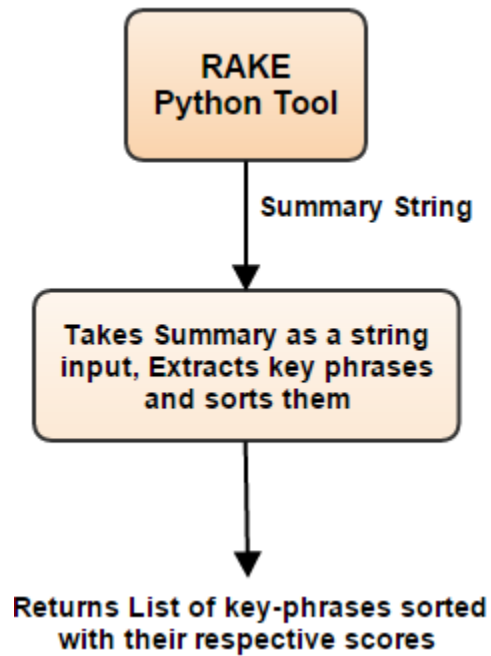 RAKE
Python Tool
Summary String
Takes Summary as a string
input, Extracts key phrases
and sorts them
Returns List of key-phrases sorted
with their respective scores